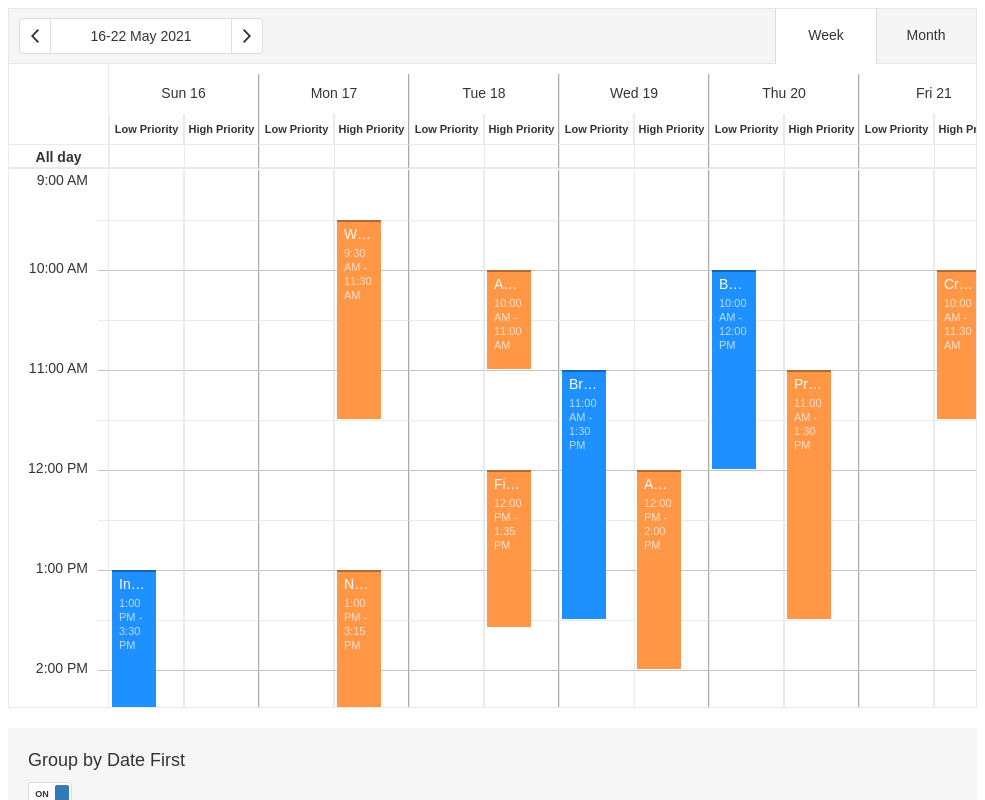 16-22 May 2021
Week
Month
Sun 16
Mon 17
Tue 18
Wed 19
Thu 20
Fri 21
Low Priority
High Priority
Low Priority
High Priority
Low Priority
High Priority
Low Priority
High Priority
Low Priority
High Priority
Low Priority
High Pr
All day
9:00 AM
10:00 AM
11:00 AM
12:00 PM
1:00 PM
2:00 PM
In…
1:00
PM -
3:30
PM
W…
9:30
AM -
11:30
AM
N…
1:00
PM -
3:15
PM
A…
10:00
AM -
11:00
AM
Fi…
12:00
PM -
1:35
PM
Br…
11:00
AM -
1:30
PM
A…
12:00
PM -
2:00
PM
B…
10:00
AM -
12:00
PM
Pr…
11:00
AM -
1:30
PM
Cr…
10:00
AM -
11:30
AM
Group by Date First
ON